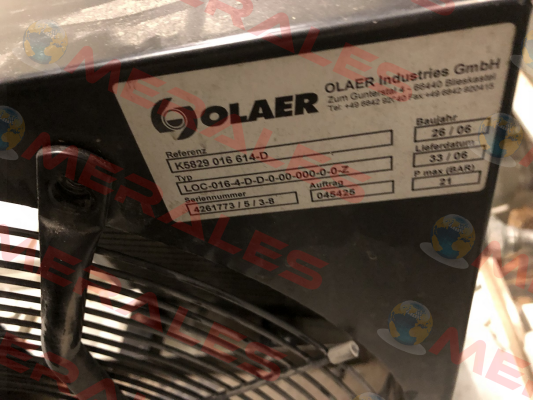 OLAER
OLAER Industries GmbH
Zum Gunterstal 4 - 66440 Blieskastel
Tel. +49 6842 92040 Fax +49 6842 920415
Referenz
K5829 016 614-D
Typ
LOC-016-4-D-D-0-00-000-0-0-Z
Seriennummer
4261773 / 5 / 3-8
Auftrag
045425
Baujahr
26 / 06
Lieferdatum
33 / 06
P max (BAR)
21
MERALES